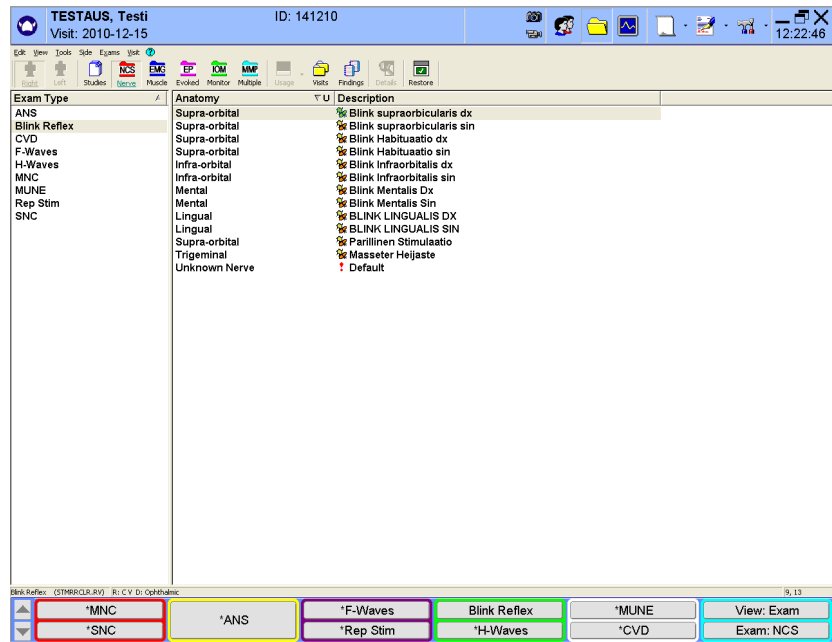 TESTAUS, Testi ID: 141210
Visit: 2010-12-15 12:22:46
Edit View Tools Side Exams Visit
NCS EMG EP IOM MMP
Right Left Studies Nerve Muscle Evoked Monitor Multiple Usage Visits Findings Details Restore
Exam Type Anatomy U Description
ANS Supra-orbital Blink supraorbicularis dx
Blink Reflex Supra-orbital Blink supraorbicularis sin
CVD Supra-orbital Blink Habituaatio dx
F-Waves Supra-orbital Blink Habituaatio sin
H-Waves Infra-orbital Blink Infraorbitalis dx
MNC Infra-orbital Blink Infraorbitalis sin
MUNE Mental Blink Mentalis Dx
Rep Stim Mental Blink Mentalis Sin
SNC Lingual BLINK LINGUALIS DX
Lingual BLINK LINGUALIS SIN
Supra-orbital Parillinen Stimulaatio
Trigeminal Masseter Heijaste
Unknown Nerve Default
Blink Reflex (STMRRCLR.RV) R: C V D: Ophthalmic 9, 13
*MNC *ANS *F-Waves Blink Reflex *MUNE View: Exam
*SNC *Rep Stim *H-Waves *CVD Exam: NCS